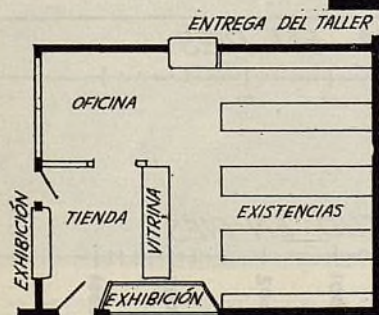 ENTREGA DEL TALLER
OFICINA
EXHIBICIÓN
TIENDA
VITRINA
EXISTENCIAS
EXHIBICIÓN